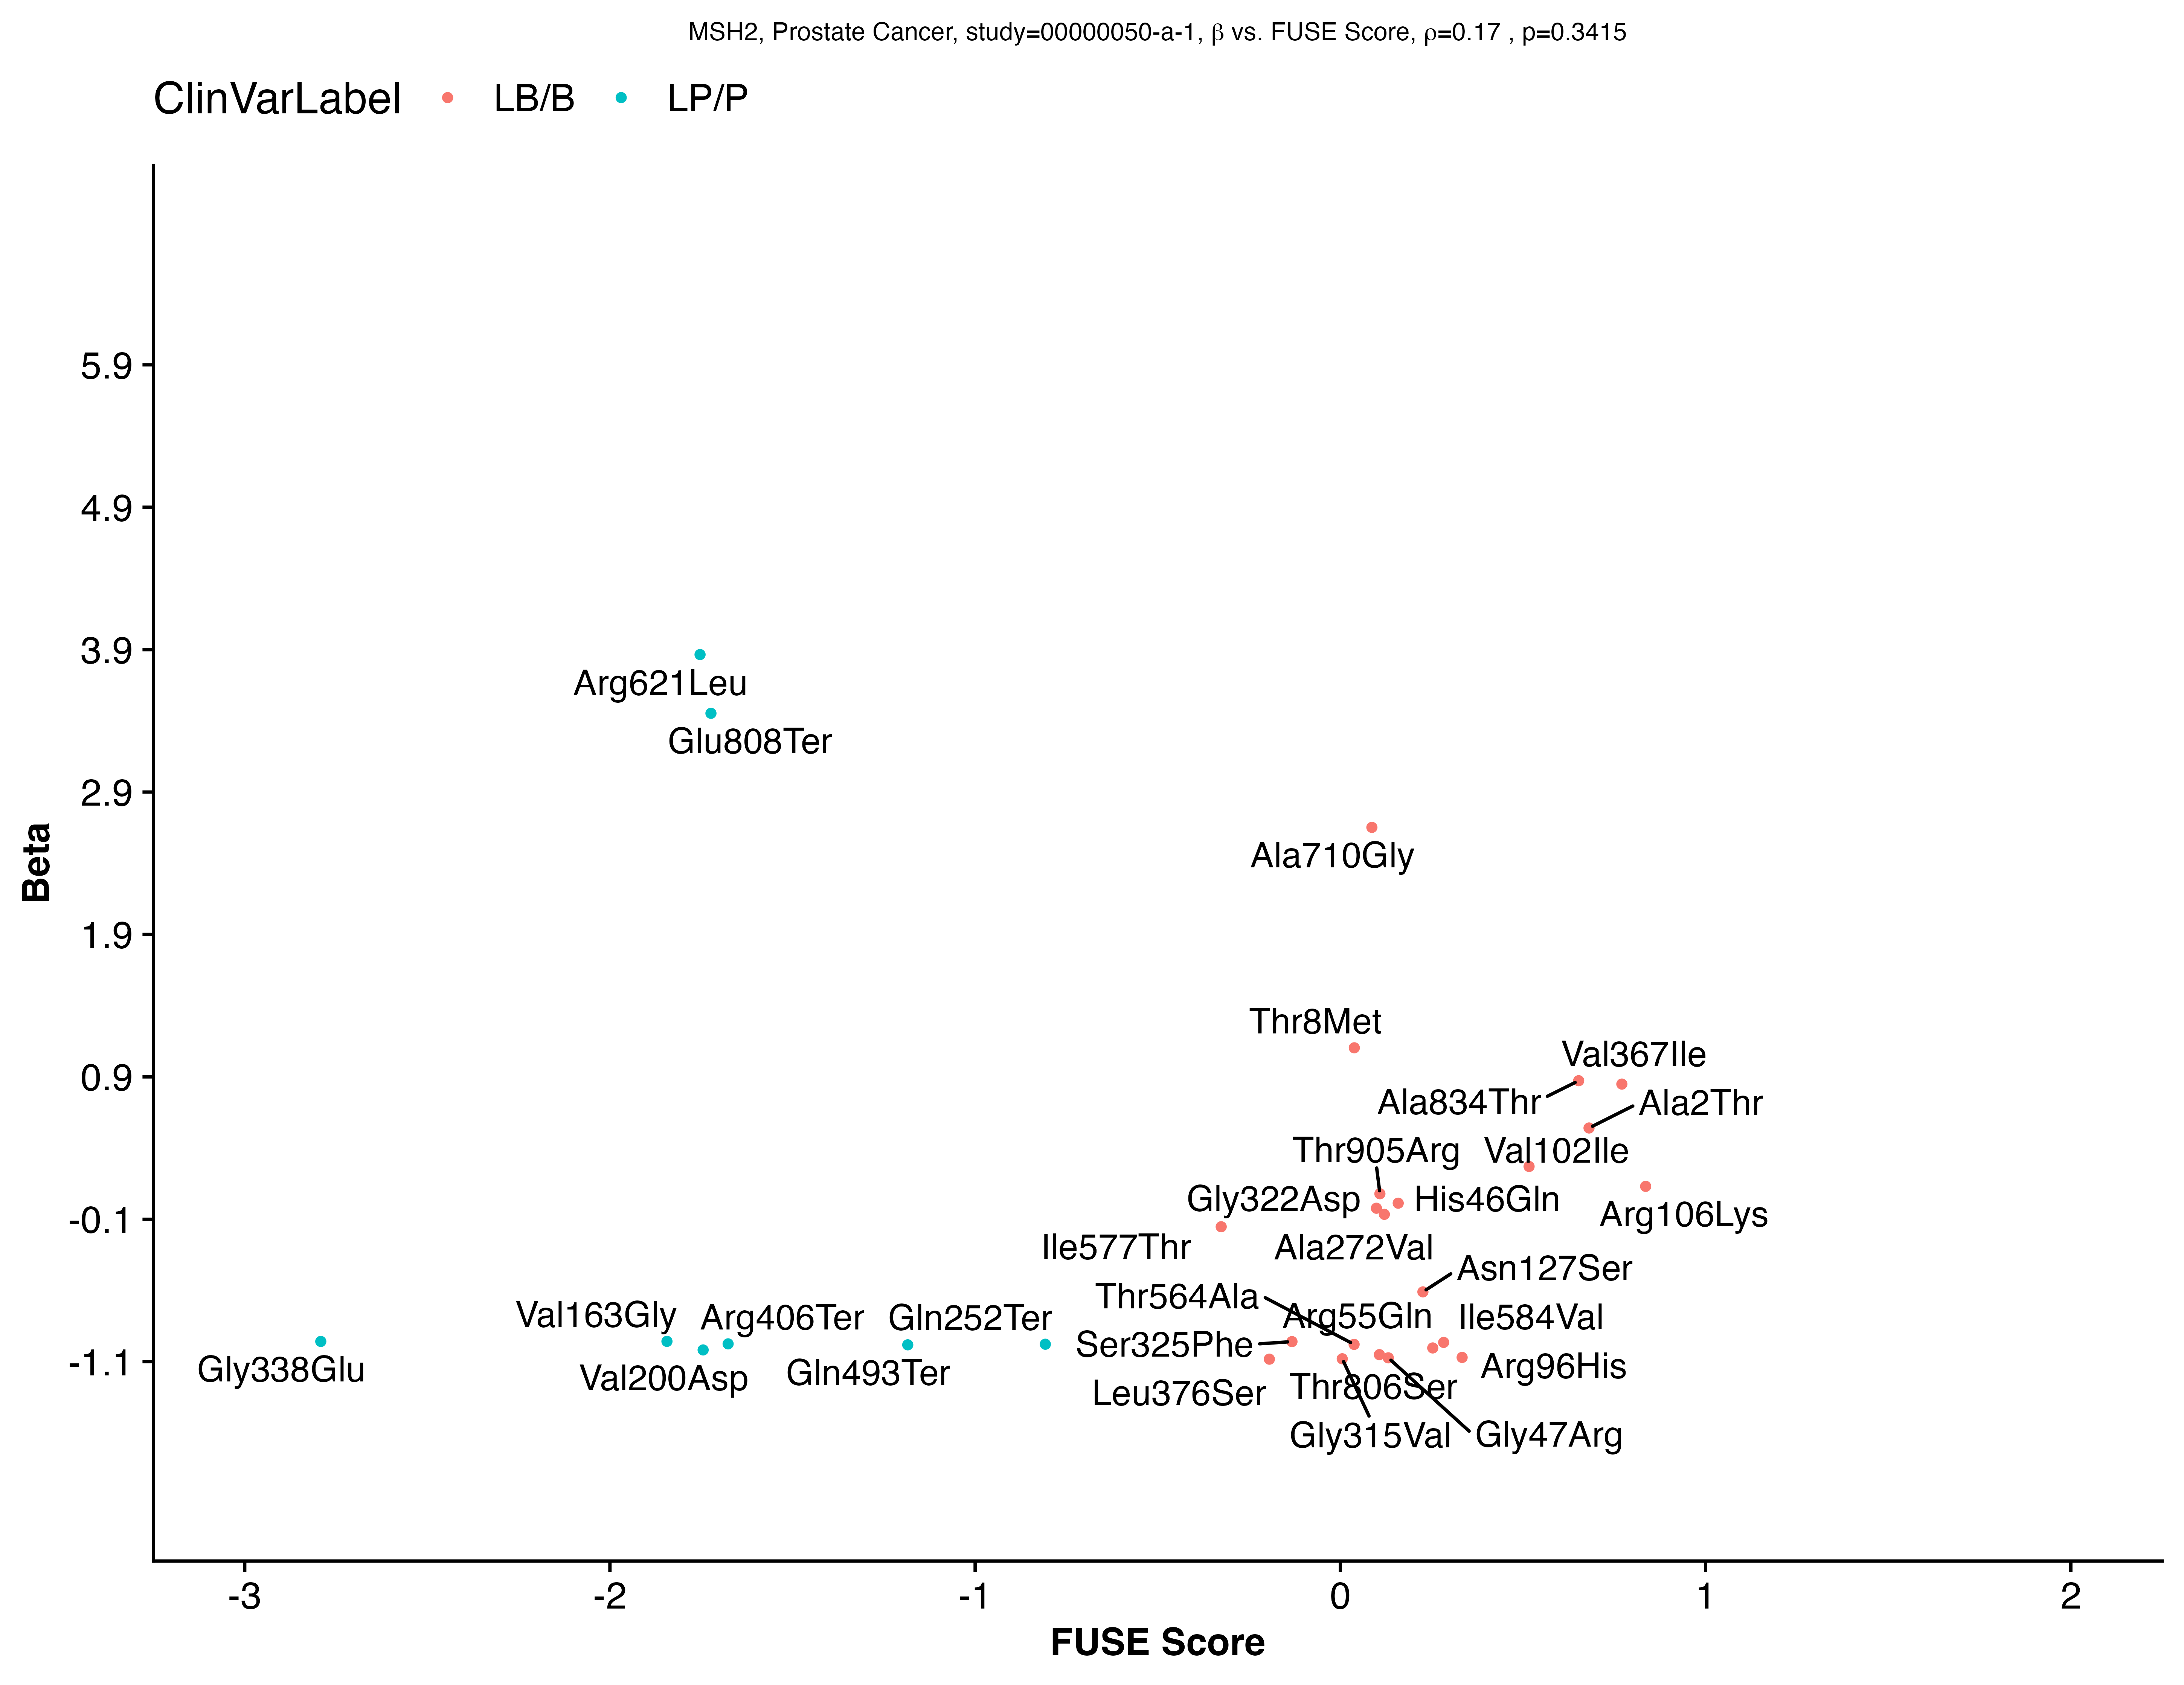 MSH2, Prostate Cancer, study=00000050-a-1, β vs. FUSE Score, ρ=0.17 , p=0.3415
ClinVarLabel LB/B LP/P
5.9
4.9
3.9
2.9
1.9
0.9
-0.1
-1.1
Beta
Arg621Leu
Glu808Ter
Ala710Gly
Thr8Met
Val367Ile
Ala834Thr
Ala2Thr
Thr905Arg
Val102Ile
Gly322Asp
His46Gln
Arg106Lys
Ile577Thr
Ala272Val
Asn127Ser
Thr564Ala
Val163Gly
Arg406Ter
Gln252Ter
Arg55Gln
Ile584Val
Ser325Phe
Gly338Glu
Val200Asp
Gln493Ter
Arg96His
Leu376Ser
Thr806Ser
Gly315Val
Gly47Arg
-3
-2
-1
0
1
2
FUSE Score